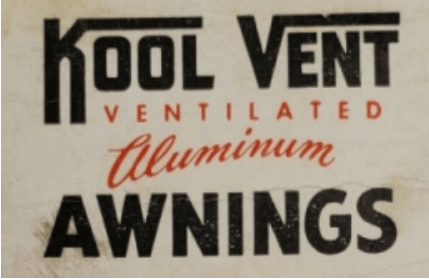 KOOL VENT
VENTILATED
Aluminum
AWNINGS